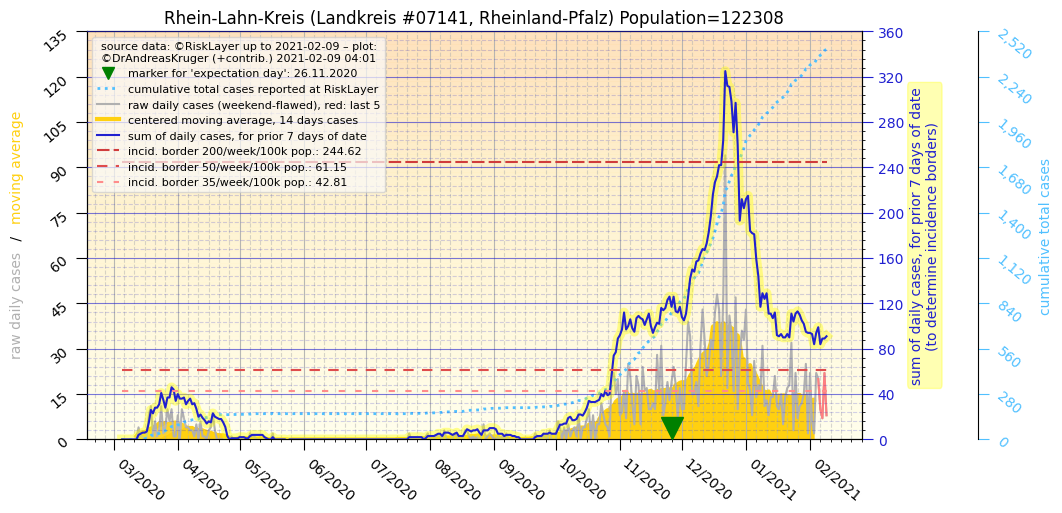 Rhein-Lahn-Kreis (Landkreis #07141, Rheinland-Pfalz) Population=122308
source data: ©RiskLayer up to 2021-02-09 – plot:
©DrAndreasKruger (+contrib.) 2021-02-09 04:01
marker for 'expectation day': 26.11.2020
cumulative total cases reported at RiskLayer
raw daily cases (weekend-flawed), red: last 5
centered moving average, 14 days cases
sum of daily cases, for prior 7 days of date
incid. border 200/week/100k pop.: 244.62
incid. border 50/week/100k pop.: 61.15
incid. border 35/week/100k pop.: 42.81
raw daily cases / moving average
135
120
105
90
75
60
45
30
15
0
03/2020
04/2020
05/2020
06/2020
07/2020
08/2020
09/2020
10/2020
11/2020
12/2020
01/2021
02/2021
360
320
280
240
200
160
120
80
40
0
sum of daily cases, for prior 7 days of date
(to determine incidence borders)
2,520
2,240
1,960
1,680
1,400
1,120
840
560
280
0
cumulative total cases